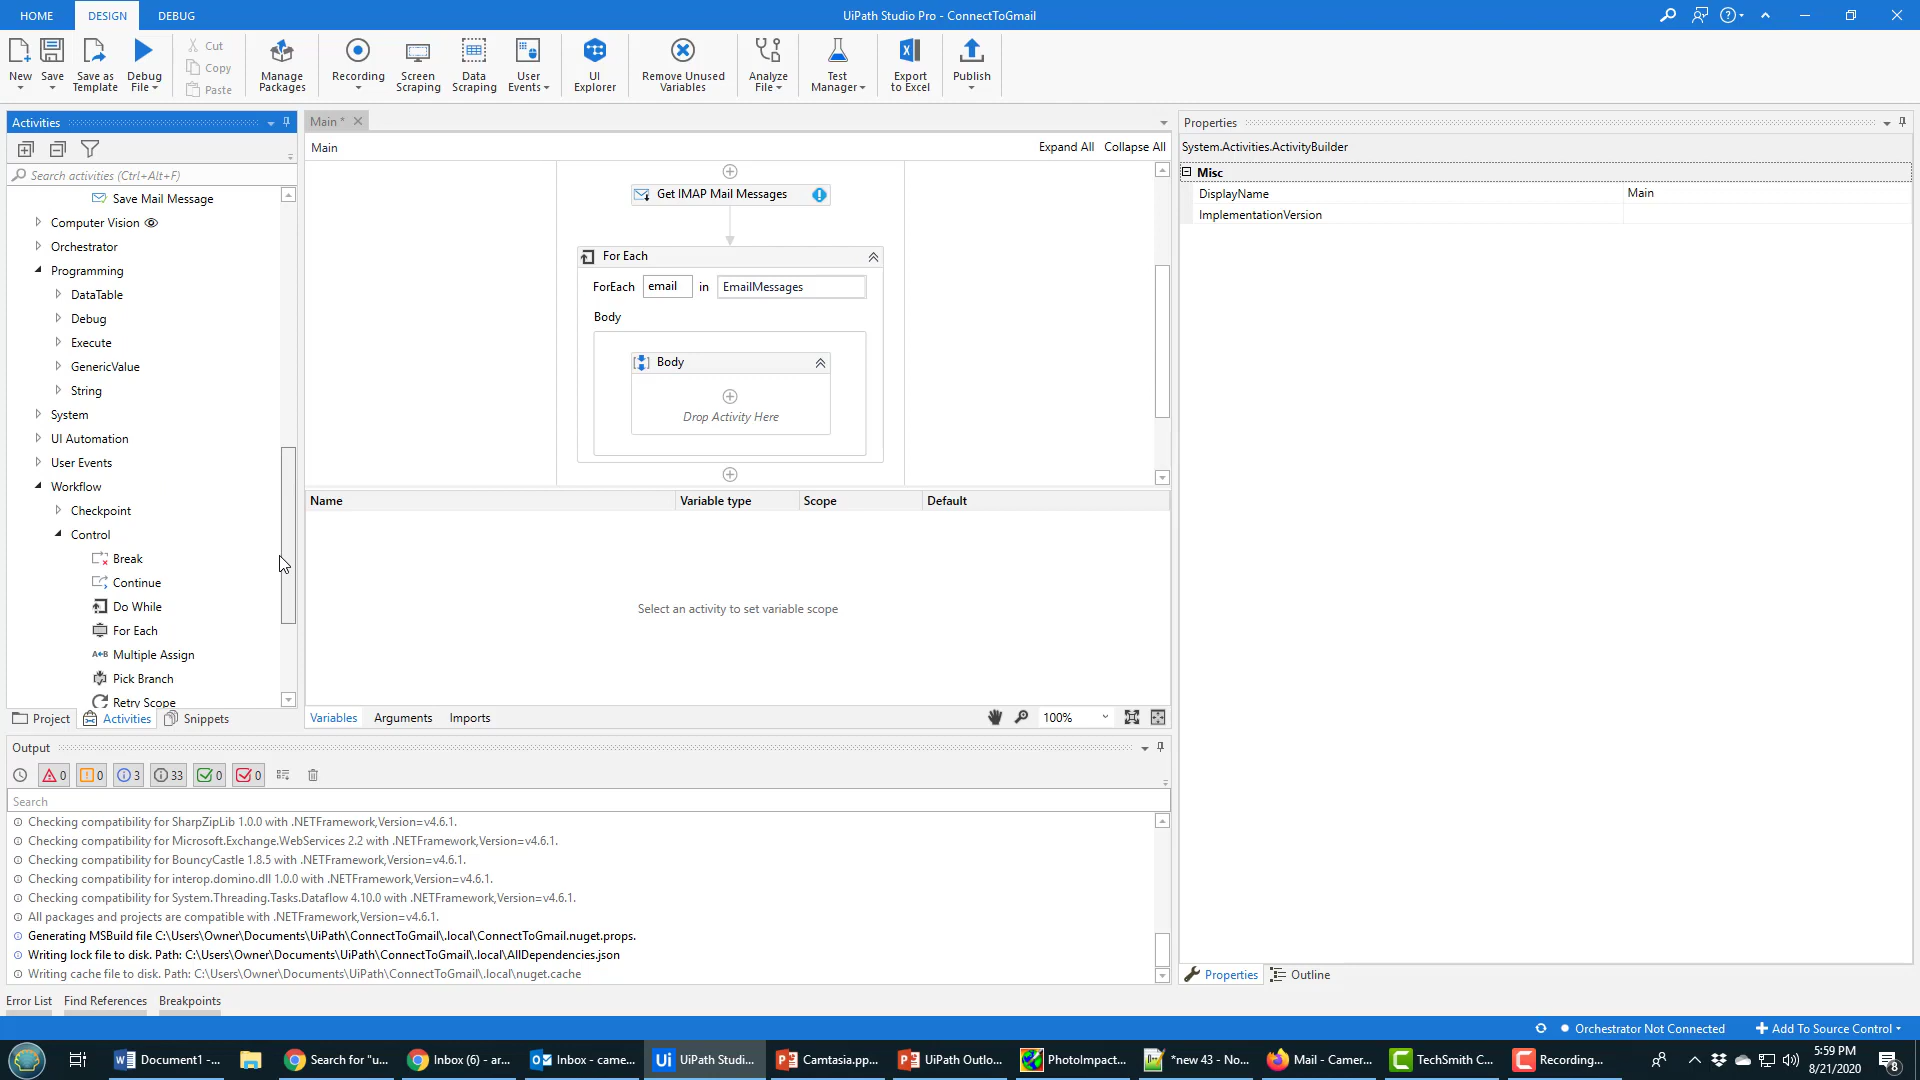 HOME
DESIGN
DEBUG
UiPath Studio Pro - ConnectToGmail
New
Save
Save as Template
Debug File
Cut
Copy
Paste
Manage Packages
Recording
Screen Scraping
Data Scraping
User Events
UI Explorer
Remove Unused Variables
Analyze File
Test Manager
Export to Excel
Publish
Activities
Search activities (Ctrl+Alt+F)
Save Mail Message
Computer Vision
Orchestrator
Programming
DataTable
Debug
Execute
GenericValue
String
System
UI Automation
User Events
Workflow
Checkpoint
Control
Break
Continue
Do While
For Each
Multiple Assign
Pick Branch
Retry Scope
Project
Activities
Snippets
Main *
Main
Expand All
Collapse All
Get IMAP Mail Messages
For Each
ForEach email in EmailMessages
Body
Body
Drop Activity Here
Name
Variable type
Scope
Default
Select an activity to set variable scope
Variables
Arguments
Imports
100%
Properties
System.Activities.ActivityBuilder
Misc
DisplayName
Main
ImplementationVersion
Properties
Outline
Output
0
0
3
33
0
0
Search
Checking compatibility for SharpZipLib 1.0.0 with .NETFramework,Version=v4.6.1.
Checking compatibility for Microsoft.Exchange.WebServices 2.2 with .NETFramework,Version=v4.6.1.
Checking compatibility for BouncyCastle 1.8.5 with .NETFramework,Version=v4.6.1.
Checking compatibility for interop.domino.dll 1.0.0 with .NETFramework,Version=v4.6.1.
Checking compatibility for System.Threading.Tasks.Dataflow 4.10.0 with .NETFramework,Version=v4.6.1.
All packages and projects are compatible with .NETFramework,Version=v4.6.1.
Generating MSBuild file C:\Users\Owner\Documents\UiPath\ConnectToGmail\.local\ConnectToGmail.nuget.props.
Writing lock file to disk. Path: C:\Users\Owner\Documents\UiPath\ConnectToGmail\.local\AllDependencies.json
Writing cache file to disk. Path: C:\Users\Owner\Documents\UiPath\ConnectToGmail\.local\nuget.cache
Error List
Find References
Breakpoints
Orchestrator Not Connected
Add To Source Control
Document1 -...
Search for "u...
Inbox (6) - ar...
Inbox - came...
UiPath Studi...
Camtasia.pp...
UiPath Outlo...
PhotoImpact...
*new 43 - No...
Mail - Camer...
TechSmith C...
Recording...
5:59 PM
8/21/2020
8